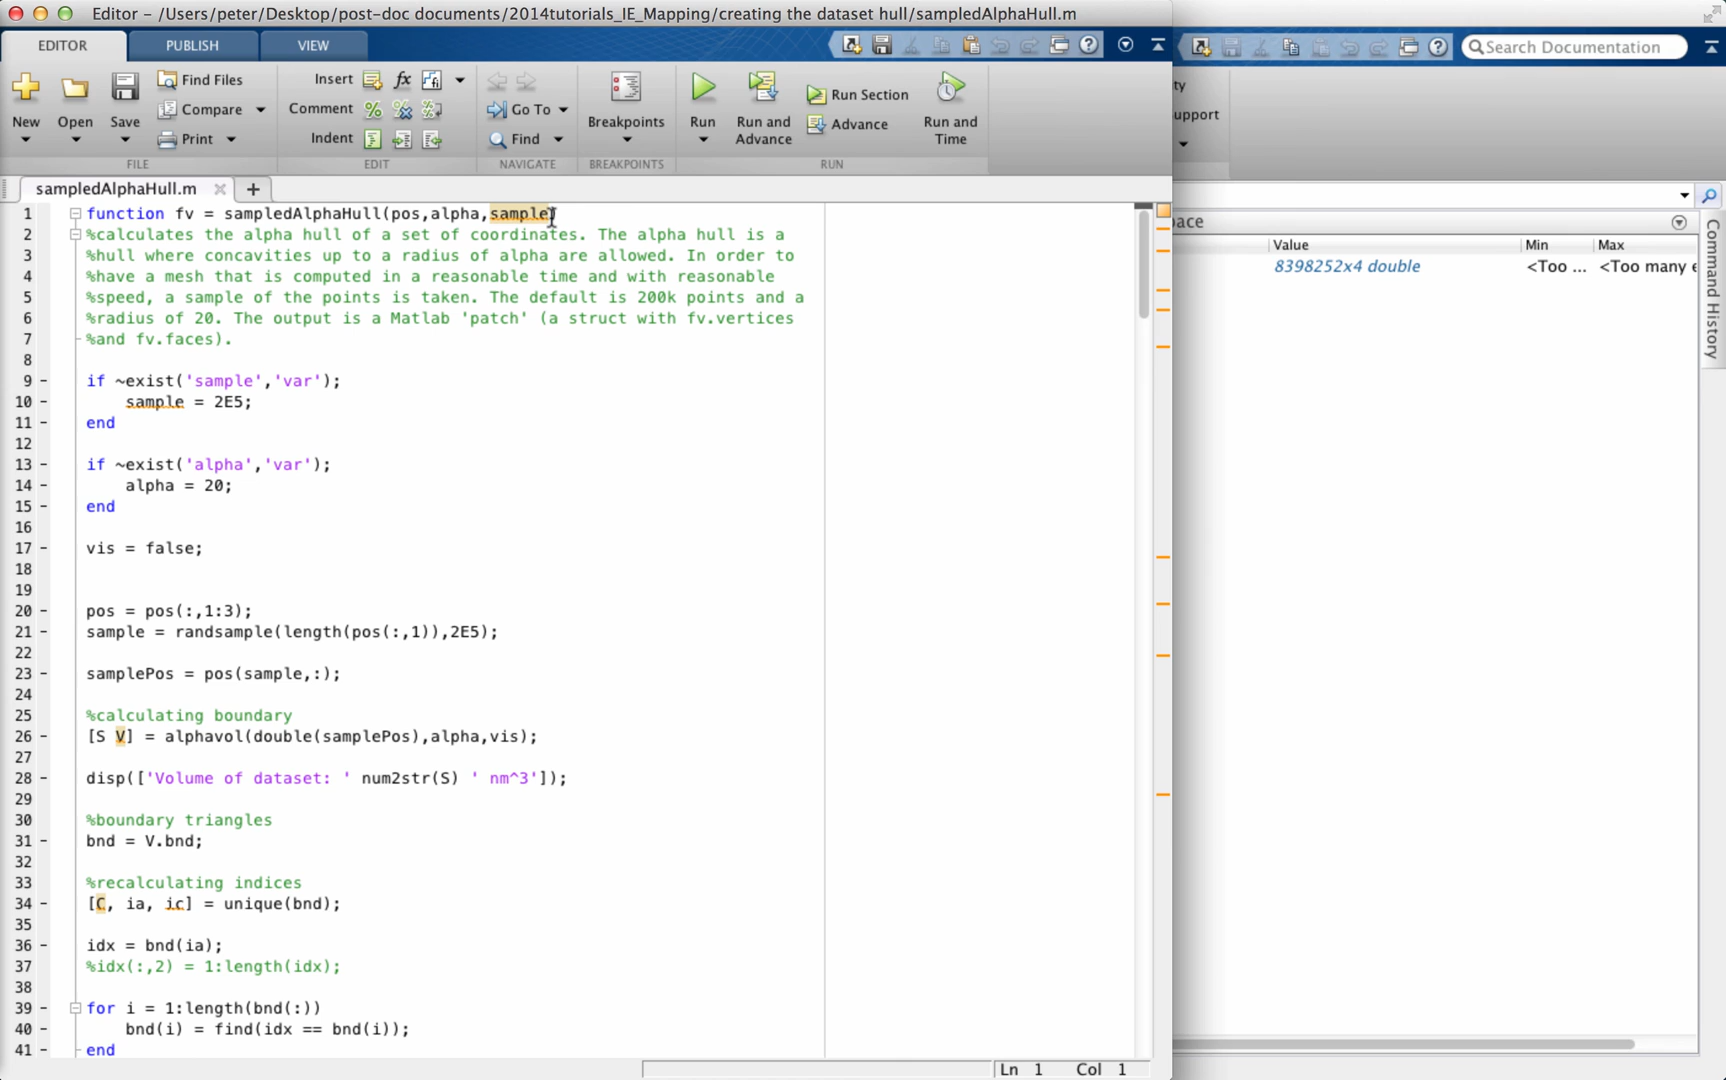 Editor - /Users/peter/Desktop/post-doc documents/2014tutorials_IE_Mapping/creating the dataset hull/sampledAlphaHull.m
EDITOR PUBLISH VIEW
Search Documentation
New Open Save Find Files Compare Print
Insert fx Comment Indent
Go To Find
Breakpoints
Run Run and Advance Run Section Advance Run and Time
FILE EDIT NAVIGATE BREAKPOINTS RUN
ty
upport
sampledAlphaHull.m
1 function fv = sampledAlphaHull(pos,alpha,sample)
2 %calculates the alpha hull of a set of coordinates. The alpha hull is a
3 %hull where concavities up to a radius of alpha are allowed. In order to
4 %have a mesh that is computed in a reasonable time and with reasonable
5 %speed, a sample of the points is taken. The default is 200k points and a
6 %radius of 20. The output is a Matlab 'patch' (a struct with fv.vertices
7 %and fv.faces).
8
9 - if ~exist('sample','var');
10 - sample = 2E5;
11 - end
12
13 - if ~exist('alpha','var');
14 - alpha = 20;
15 - end
16
17 - vis = false;
18
19
20 - pos = pos(:,1:3);
21 - sample = randsample(length(pos(:,1)),2E5);
22
23 - samplePos = pos(sample,:);
24
25 %calculating boundary
26 - [S V] = alphavol(double(samplePos),alpha,vis);
27
28 - disp(['Volume of dataset: ' num2str(S) ' nm^3']);
29
30 %boundary triangles
31 - bnd = V.bnd;
32
33 %recalculating indices
34 - [C, ia, ic] = unique(bnd);
35
36 - idx = bnd(ia);
37 %idx(:,2) = 1:length(idx);
38
39 - for i = 1:length(bnd(:))
40 - bnd(i) = find(idx == bnd(i));
41 - end
Ln 1 Col 1
ace
Value Min Max
8398252x4 double <Too ... <Too many e
Command History